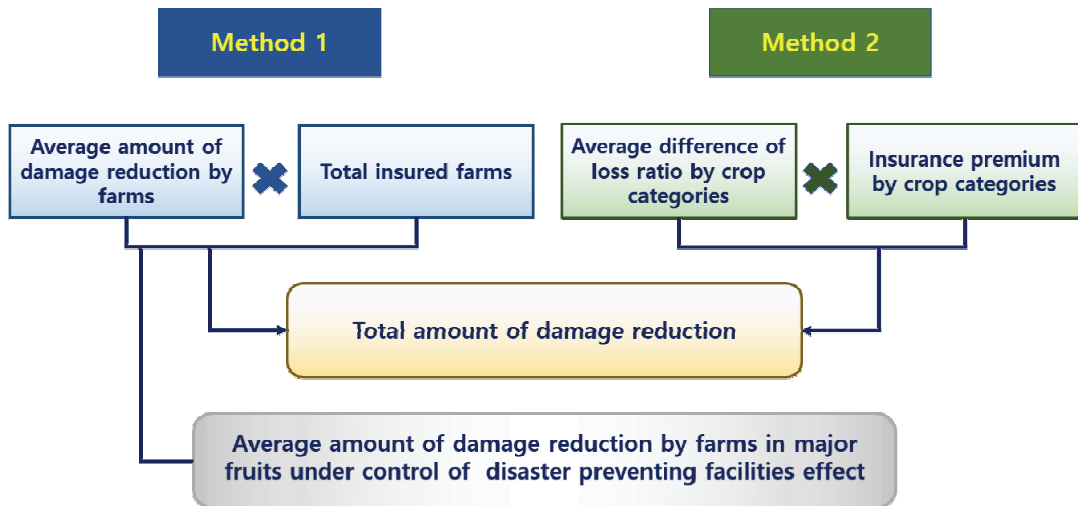 Method 1
Method 2
Average amount of
damage reduction by
farms
Total insured farms
Average difference of
loss ratio by crop
categories
Insurance premium
by crop categories
Total amount of damage reduction
Average amount of damage reduction by farms in major
fruits under control of disaster preventing facilities effect